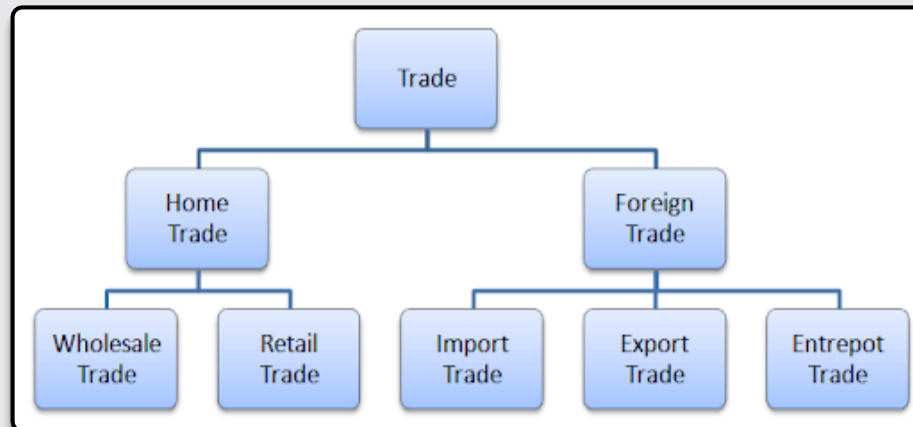 Trade
Home
Trade
Foreign
Trade
Wholesale
Trade
Retail
Trade
Import
Trade
Export
Trade
Entrepot
Trade